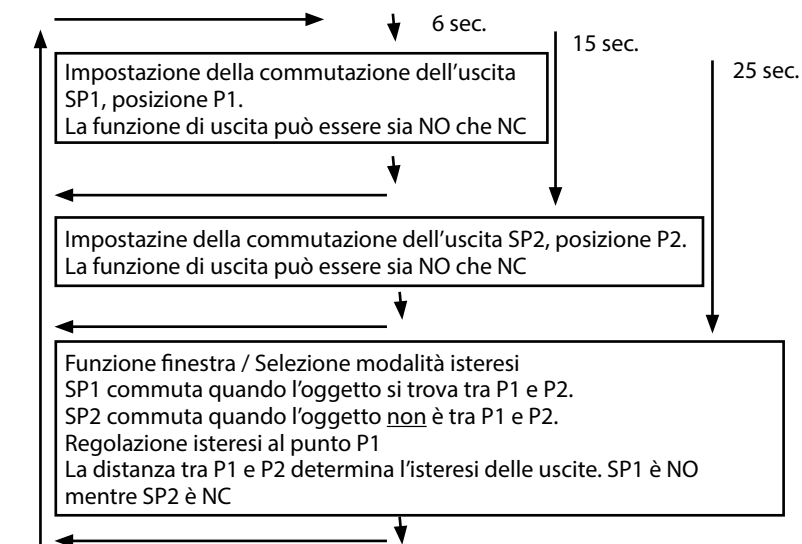 6 sec.
15 sec.
25 sec.
Impostazione della commutazione dell'uscita
SP1, posizione P1.
La funzione di uscita può essere sia NO che NC
Impostazine della commutazione dell'uscita SP2, posizione P2.
La funzione di uscita può essere sia NO che NC
Funzione finestra / Selezione modalità isteresi
SP1 commuta quando l'oggetto si trova tra P1 e P2.
SP2 commuta quando l'oggetto non è tra P1 e P2.
Regolazione isteresi al punto P1
La distanza tra P1 e P2 determina l'isteresi delle uscite. SP1 è NO
mentre SP2 è NC